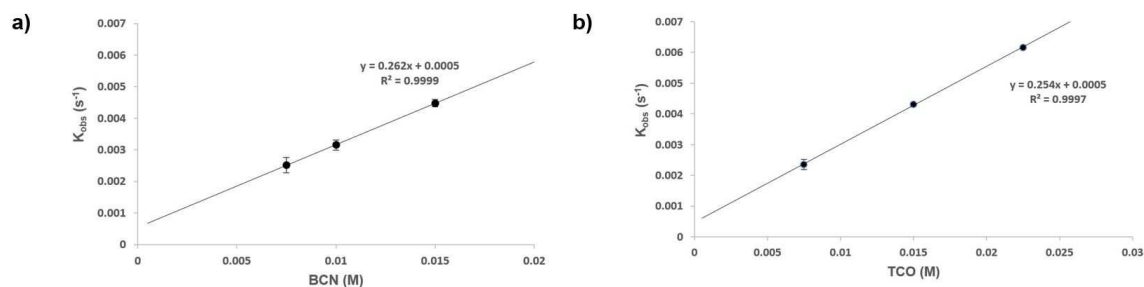 a)
0.007
0.006
0.005
0.004
0.003
0.002
0.001
0
Kobs (s-1)
y = 0.262x + 0.0005
R² = 0.9999
0
0.005
0.01
0.015
0.02
BCN (M)
b)
0.007
0.006
0.005
0.004
0.003
0.002
0.001
0
Kobs (s-1)
y = 0.254x + 0.0005
R² = 0.9997
0
0.005
0.01
0.015
0.02
0.025
0.03
TCO (M)